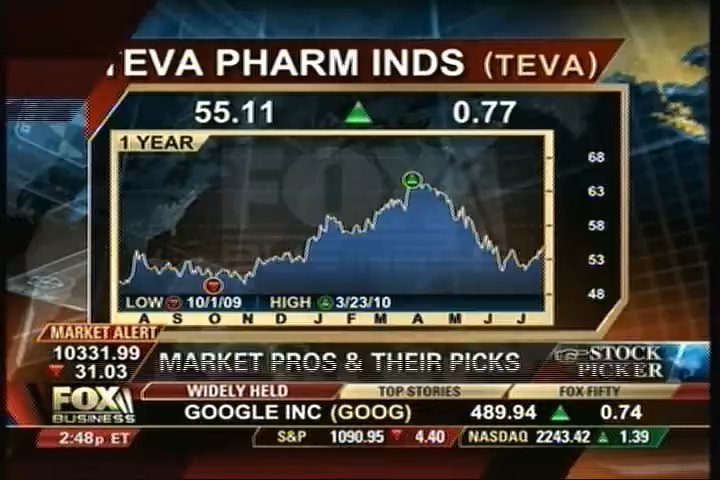 TEVA PHARM INDS (TEVA)
55.11 0.77
1 YEAR
68
63
58
53
48
LOW 10/1/09 HIGH 3/23/10
A S O N D J F M A M J J
MARKET ALERT
10331.99
31.03
MARKET PROS & THEIR PICKS
STOCK
PICKER
FOX
BUSINESS
WIDELY HELD TOP STORIES FOX FIFTY
GOOGLE INC (GOOG) 489.94 0.74
2:48p ET S&P 1090.95 4.40 NASDAQ 2243.42 1.39